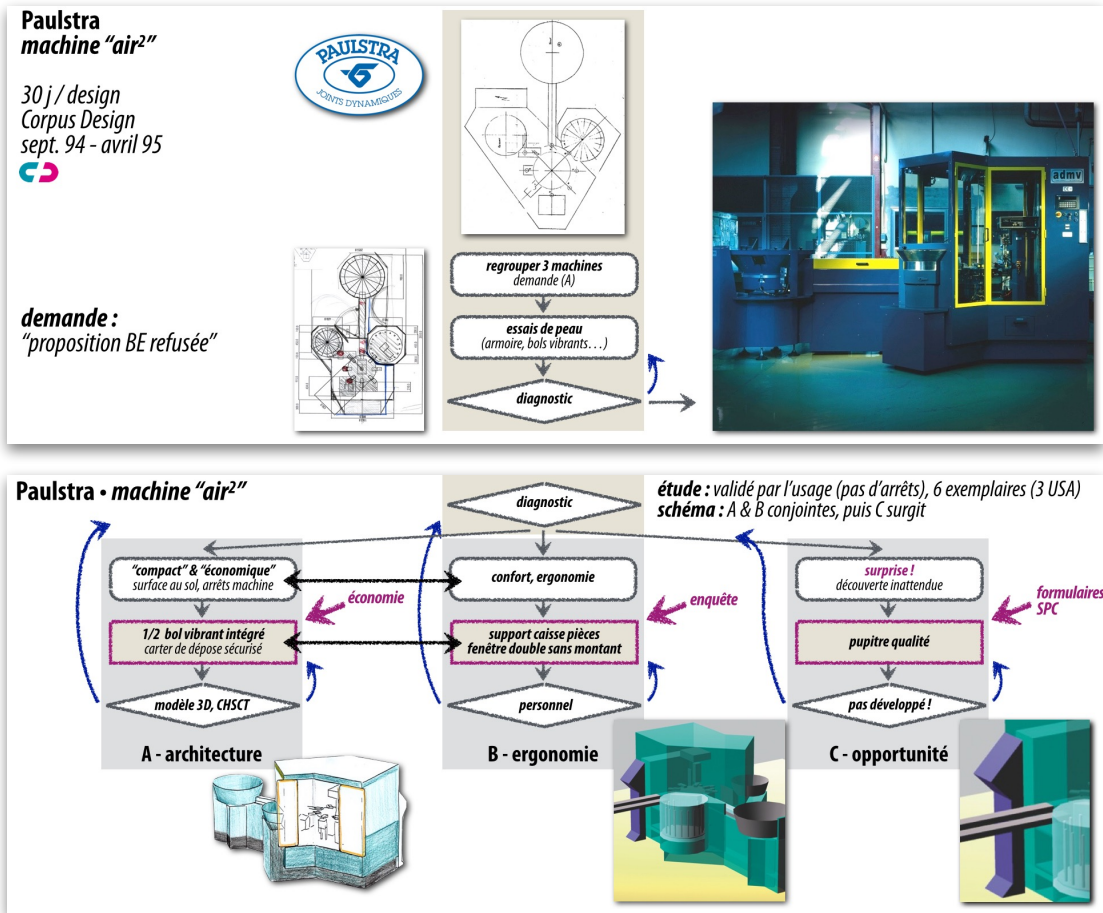 Paulstra
machine “air²”
30 j / design
Corpus Design
sept. 94 - avril 95
PAULSTRA
JOINTS DYNAMIQUES
demande :
“proposition BE refusée”
regrouper 3 machines
demande (A)
essais de peau
(armoire, bols vibrants…)
diagnostic
admv
Paulstra • machine “air²”
diagnostic
étude : validé par l’usage (pas d’arrêts), 6 exemplaires (3 USA)
schéma : A & B conjointes, puis C surgit
“compact” & “économique”
surface au sol, arrêts machine
confort, ergonomie
surprise !
découverte inattendue
économie
enquête
formulaires
SPC
1/2 bol vibrant intégré
carter de dépose sécurisé
support caisse pièces
fenêtre double sans montant
pupitre qualité
modèle 3D, CHSCT
personnel
pas développé !
A - architecture
B - ergonomie
C - opportunité